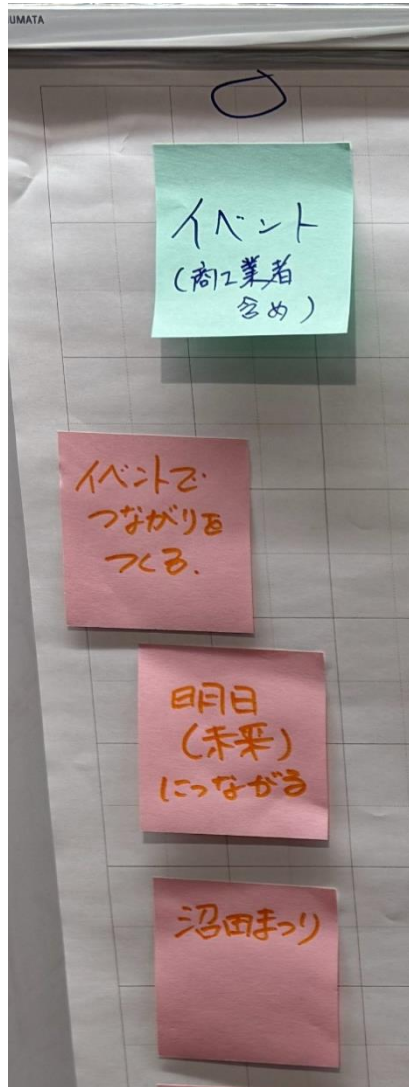 UMATA
イベント
(商工業者
含め)
イベントで
つながりを
つくる.
明日
(未来)
につながる
沼田まつり